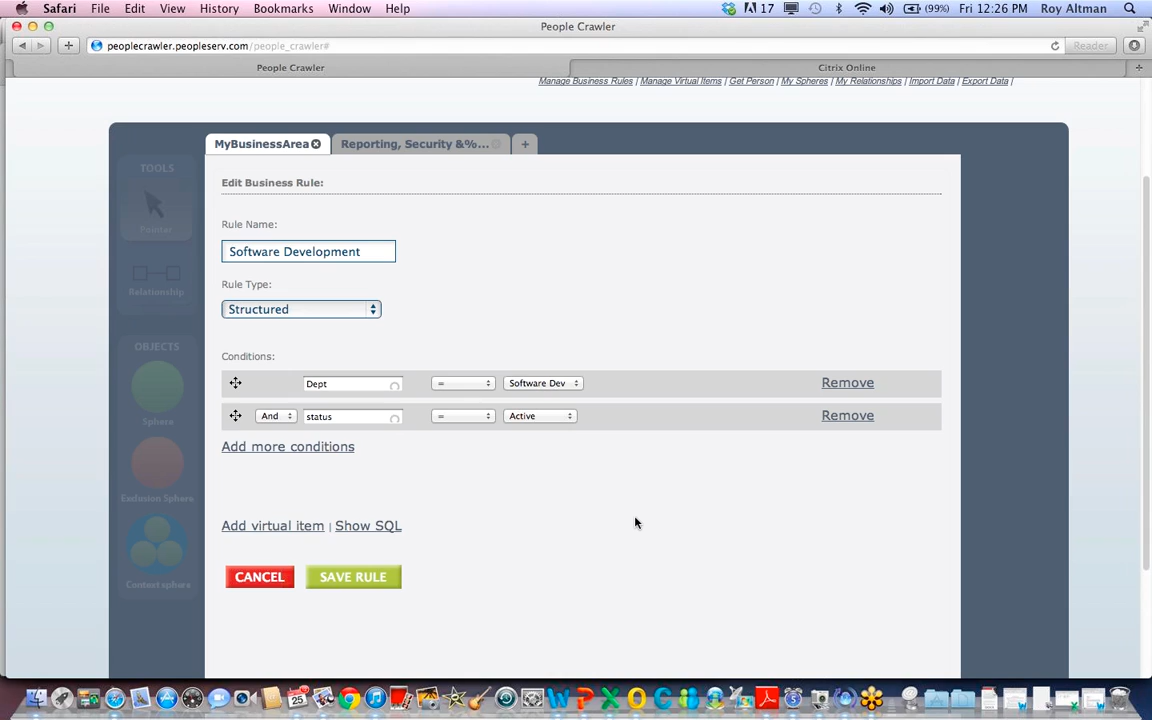 Safari File Edit View History Bookmarks Window Help 17 (99%) Fri 12:26 PM Roy Altman
People Crawler
peoplecrawler.peopleserv.com/people_crawler# Reader
People Crawler Citrix Online
Manage Business Rules | Manage Virtual Items | Get Person | My Spheres | My Relationships | Import Data | Export Data |
MyBusinessArea Reporting, Security &%... +
TOOLS
Pointer
Relationship
OBJECTS
Sphere
Exclusion Sphere
Context sphere
Edit Business Rule:
Rule Name:
Software Development
Rule Type:
Structured
Conditions:
Dept = Software Dev Remove
And status = Active Remove
Add more conditions
Add virtual item | Show SQL
CANCEL SAVE RULE
25